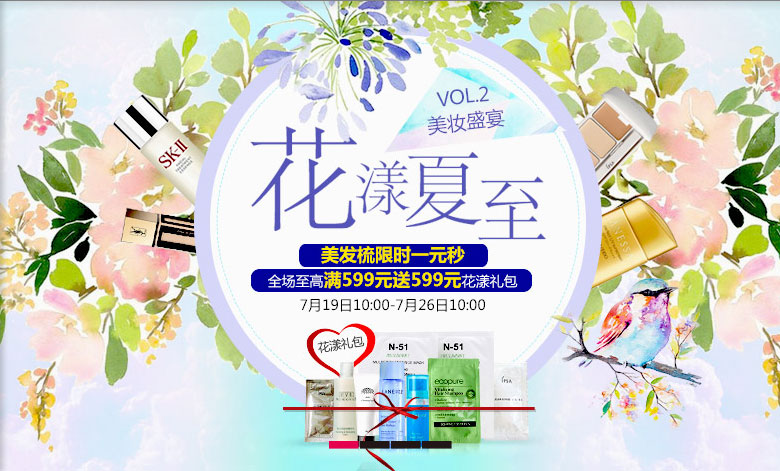 VOL.2
美妆盛宴
花漾夏至
美发梳限时一元秒
全场至高满599元送599元花漾礼包
7月19日10:00-7月26日10:00
SK-II
花漾礼包
N-51
N-51
LANEIGE
ecopure
Hair Shampoo
IPSA